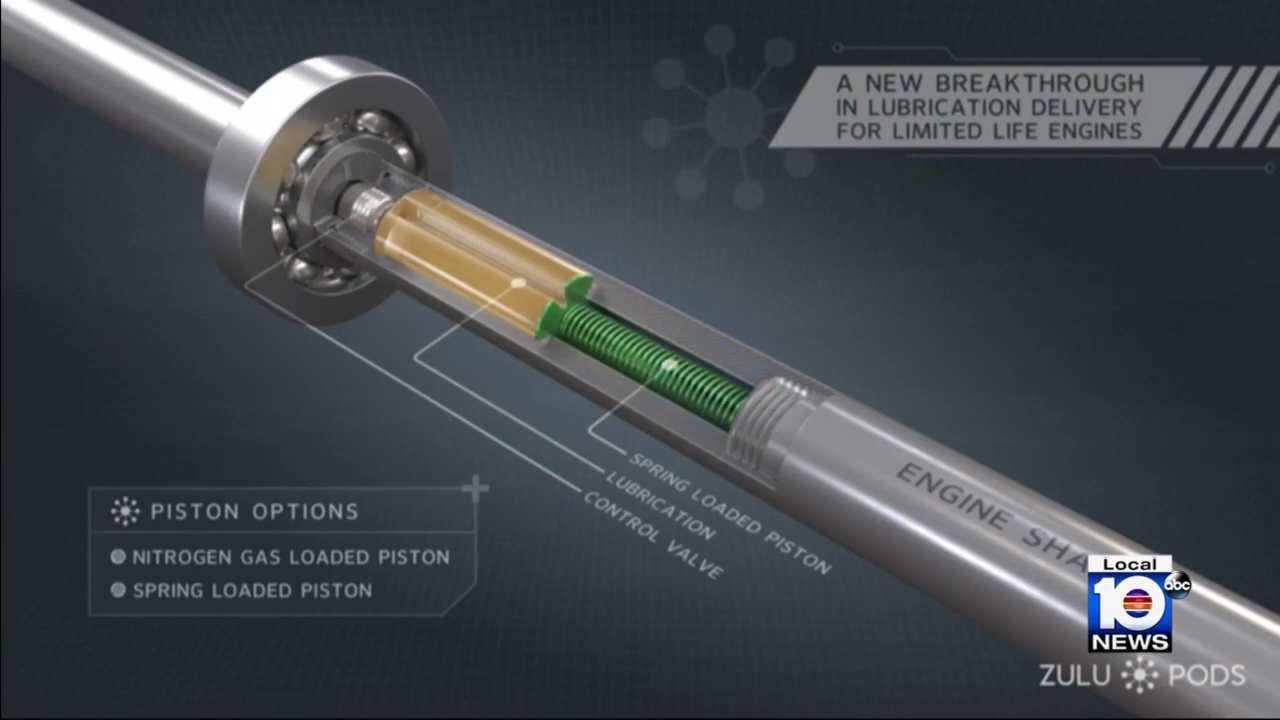 A NEW BREAKTHROUGH
IN LUBRICATION DELIVERY
FOR LIMITED LIFE ENGINES
SPRING LOADED PISTON
LUBRICATION
CONTROL VALVE
ENGINE SHA
PISTON OPTIONS
NITROGEN GAS LOADED PISTON
SPRING LOADED PISTON
Local
10
abc
NEWS
ZULU PODS